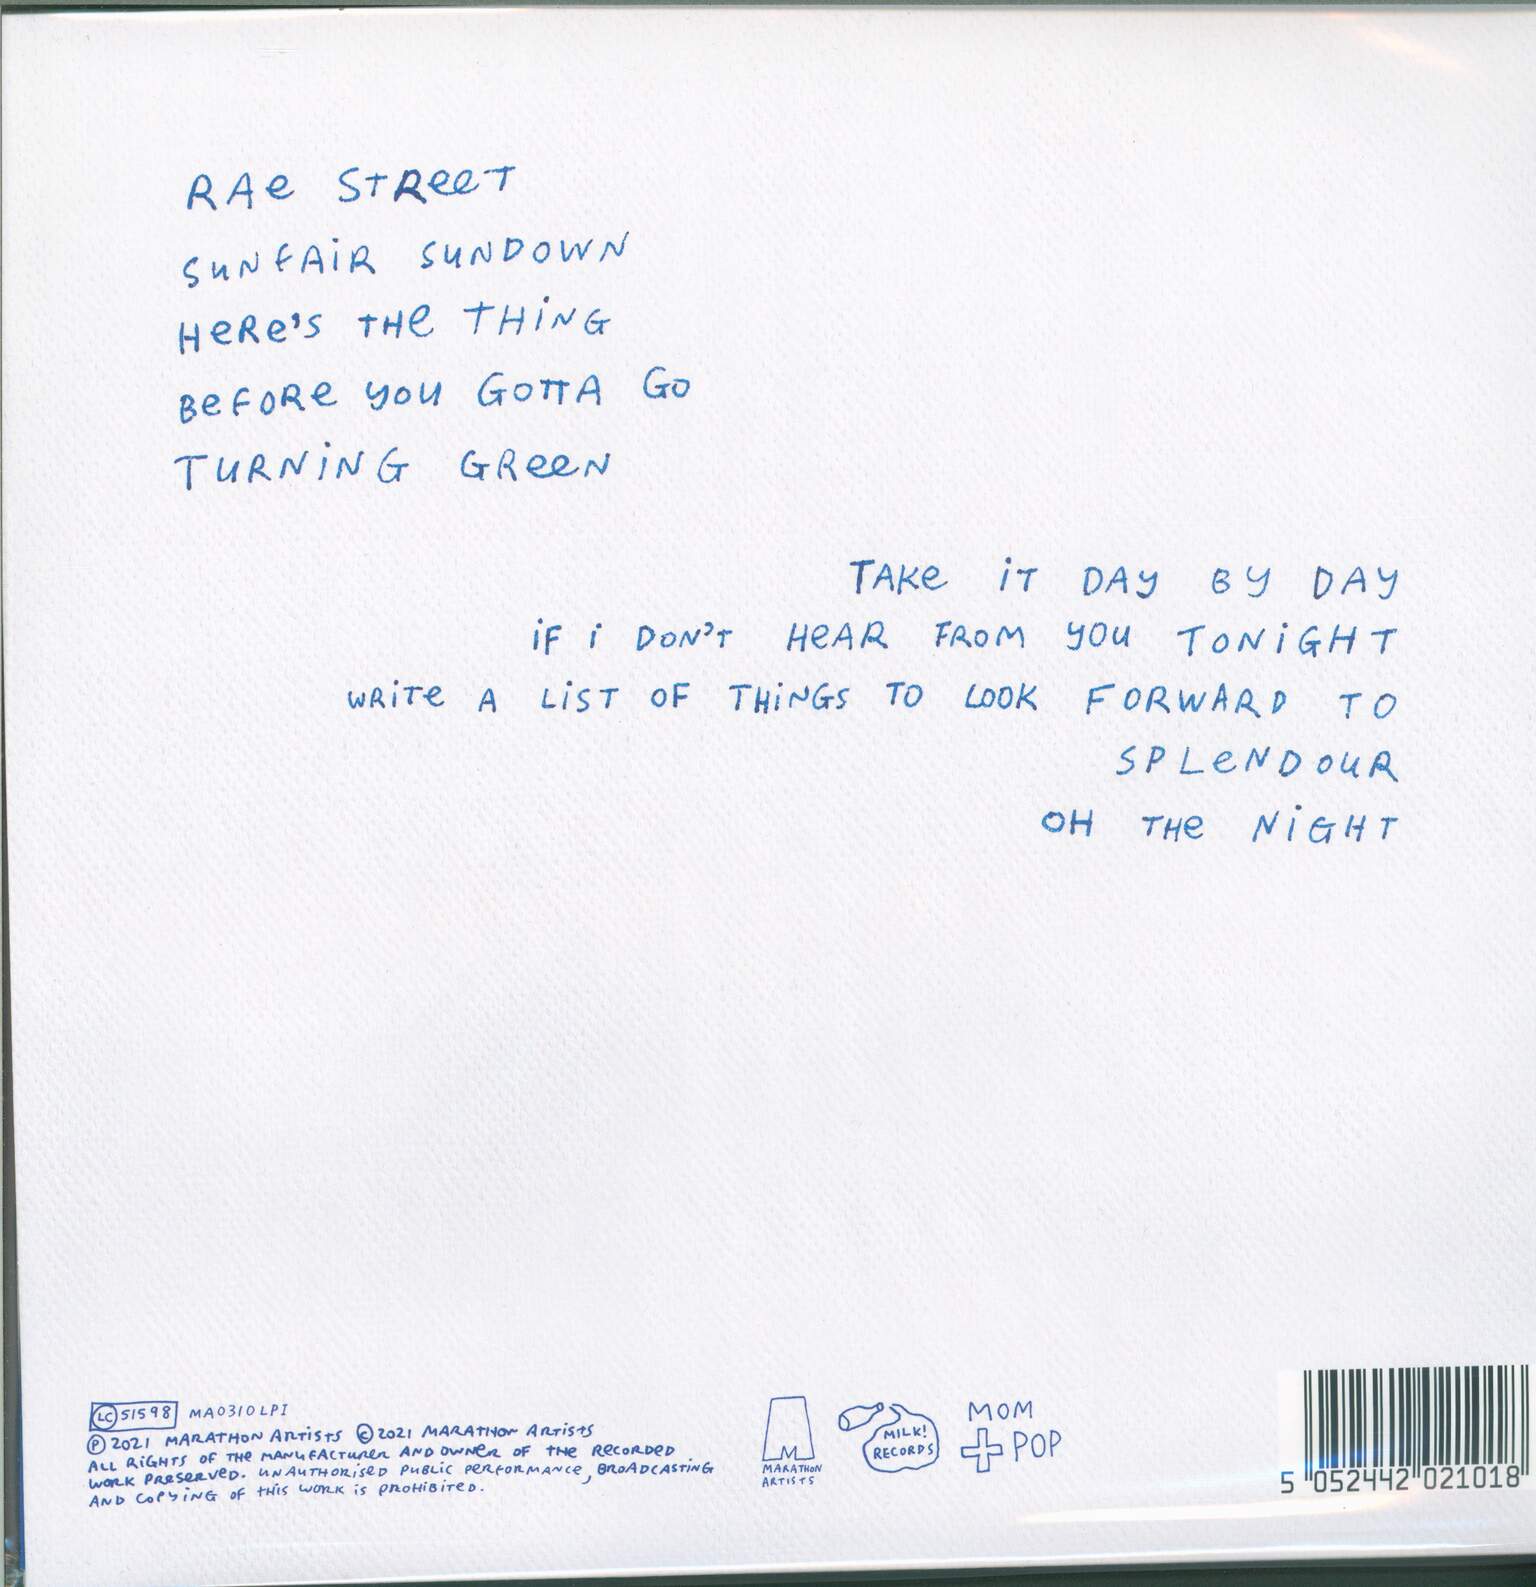 RAe STReeT
SUNFAiR SUNDOWN
HeRe'S THe THiNG
BeFORe YOU GOTTA GO
TURNiNG GReeN
TAKe iT DAY BY DAY
iF i DON'T HeAR FROM YOU TONiGHT
WRiTe A LiST OF THiNGS TO LOOK FORWARD TO
SPLeNDOUR
OH THe NiGHT
LC 51598 MA0310LPI
℗ 2021 MARATHON ARTiSTS © 2021 MARATHON ARTiSTS
ALL RiGHTS OF THE MANUFACTURER AND OWNeR OF THE RECORDED
WORK PReSeRVeD. UNAUTHORiSED PUBLiC PERFORMANCE, BROADCASTiNG
AND COPYiNG OF THiS WORK iS PROHiBiTED.
M
MARATHON
ARTISTS
MILK!
RECORDS
MOM
+ POP
5 052442 021018